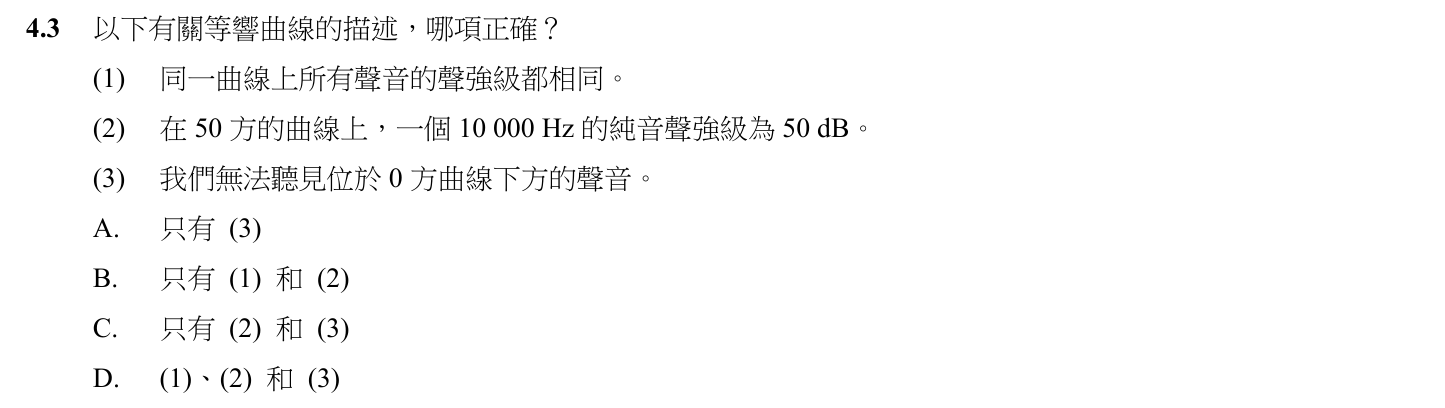 4.3 以下有關等響曲線的描述，哪項正確？
(1) 同一曲線上所有聲音的聲強級都相同。
(2) 在 50 方的曲線上，一個 10 000 Hz 的純音聲強級為 50 dB。
(3) 我們無法聽見位於 0 方曲線下方的聲音。
A. 只有 (3)
B. 只有 (1) 和 (2)
C. 只有 (2) 和 (3)
D. (1)、(2) 和 (3)